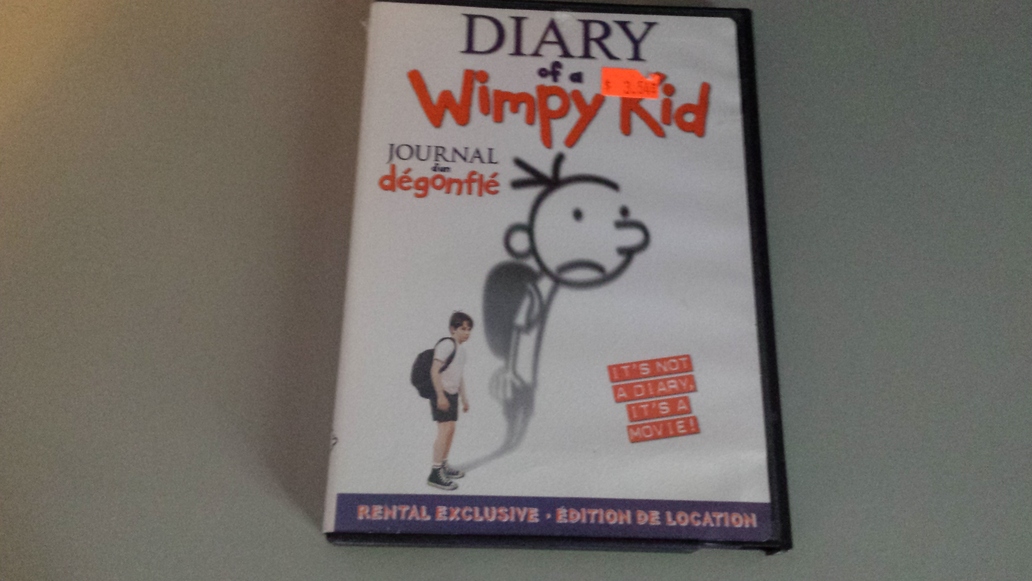 DIARY
of a
Wimpy Kid
JOURNAL
d'un
dégonflé
IT'S NOT
A DIARY,
IT'S A
MOVIE!
RENTAL EXCLUSIVE · ÉDITION DE LOCATION